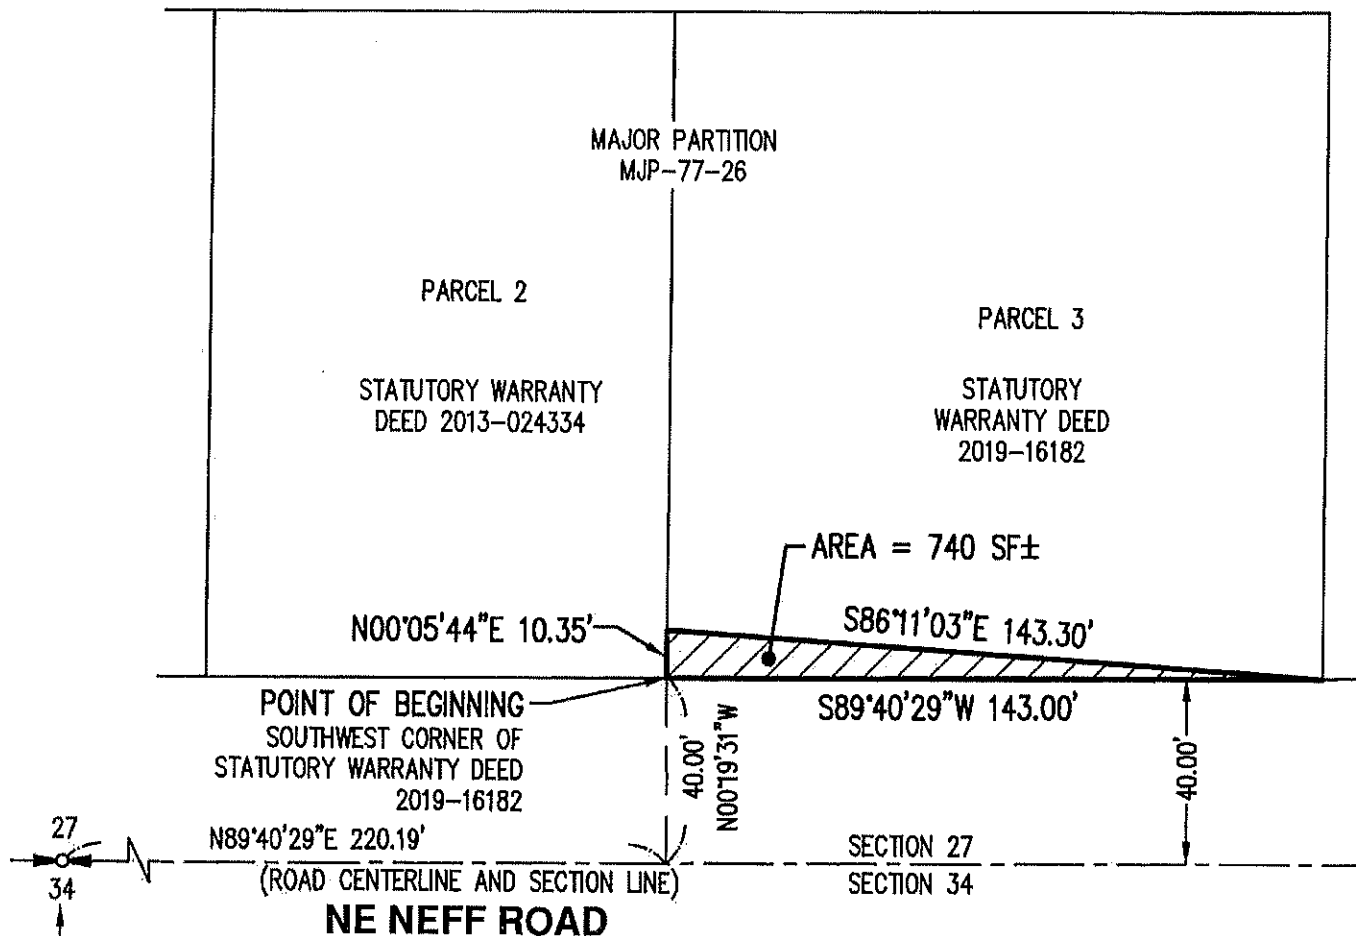 MAJOR PARTITION
MJP-77-26
PARCEL 2
STATUTORY WARRANTY
DEED 2013-024334
PARCEL 3
STATUTORY
WARRANTY DEED
2019-16182
AREA = 740 SF±
N00°05'44"E 10.35'
S86°11'03"E 143.30'
S89°40'29"W 143.00'
POINT OF BEGINNING
SOUTHWEST CORNER OF
STATUTORY WARRANTY DEED
2019-16182
40.00'
N00°19'31"W
40.00'
27
34
N89°40'29"E 220.19'
(ROAD CENTERLINE AND SECTION LINE)
SECTION 27
SECTION 34
NE NEFF ROAD